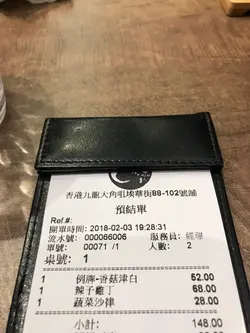 香港九龍大角咀埃華街88-102號舖
預結單
Ref.#:
開單時間: 2018-02-03 19:28:31
流水號: 000066006 服務員: 經理
單號: 00071 /1 人數: 2
枱號: 1
1 例牌-香菇津白 52.00
1 辣子雞丁 68.00
1 蔬菜沙律 28.00
小計: 148.00